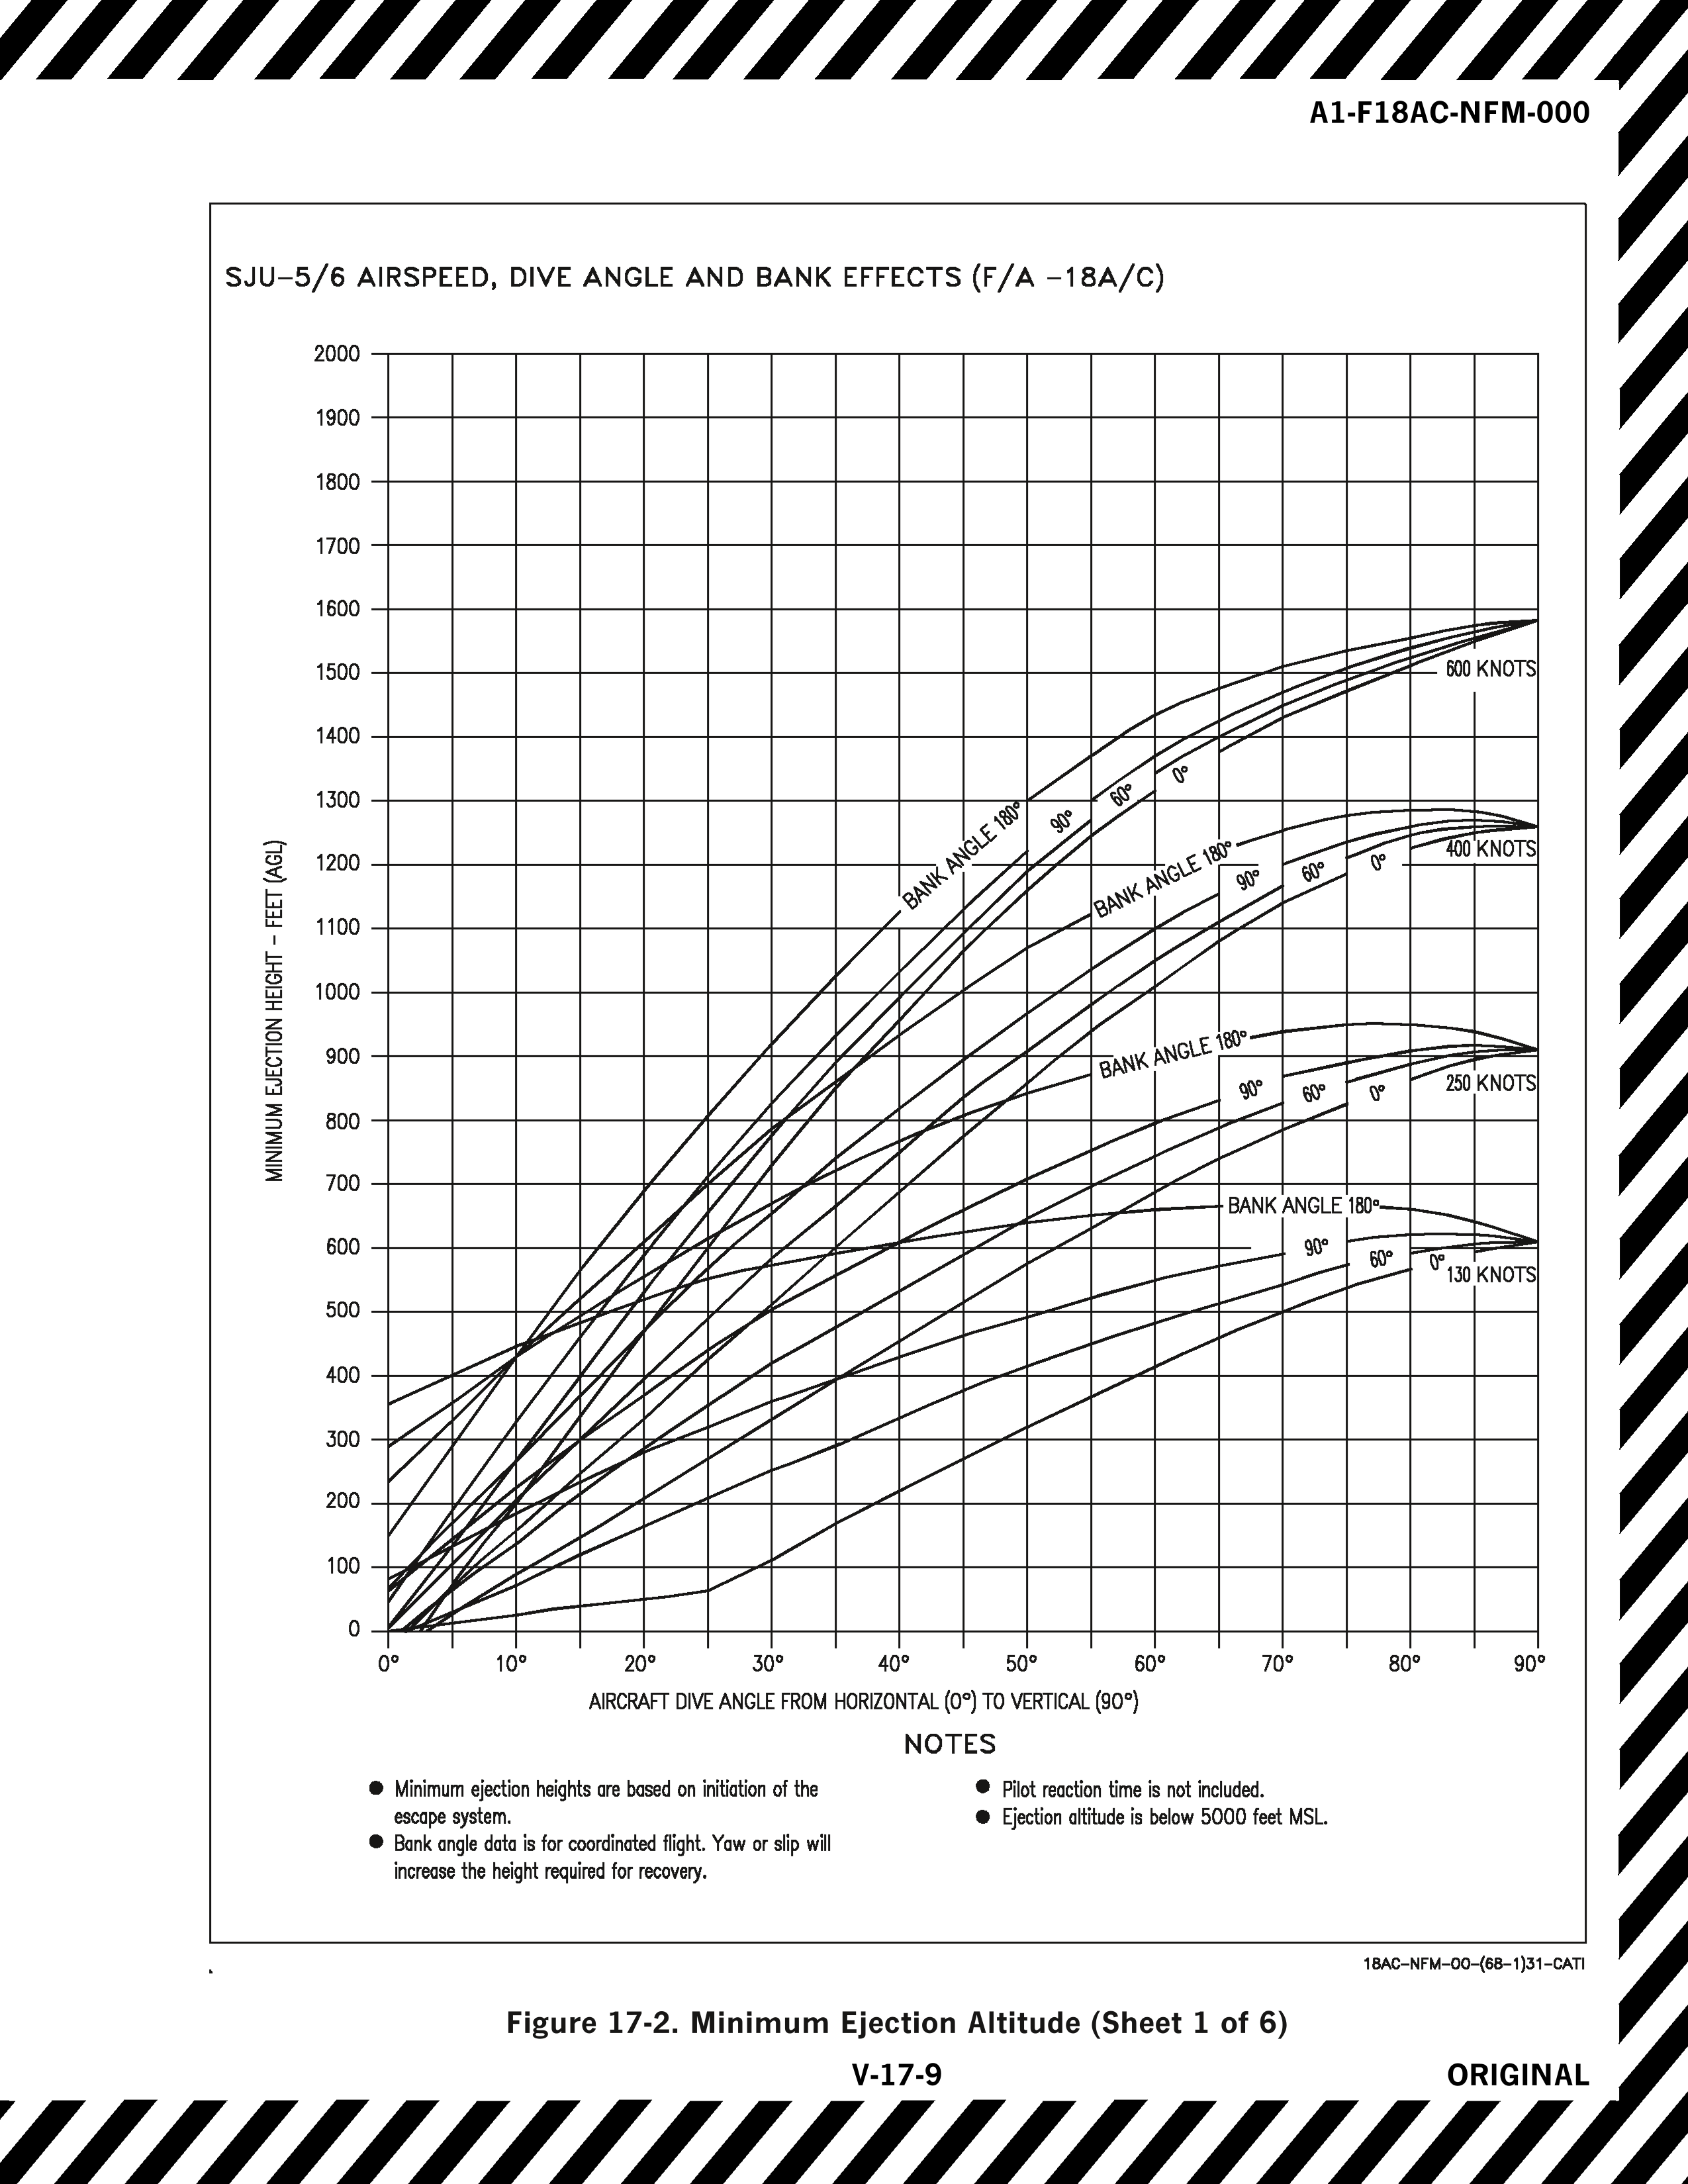 A1-F18AC-NFM-000
SJU-5/6 AIRSPEED, DIVE ANGLE AND BANK EFFECTS (F/A -18A/C)
2000
1900
1800
1700
1600
1500
1400
1300
1200
1100
1000
900
800
700
600
500
400
300
200
100
0
MINIMUM EJECTION HEIGHT - FEET (AGL)
600 KNOTS
BANK ANGLE 180°
90°
60°
0°
400 KNOTS
BANK ANGLE 180°
90°
60°
0°
250 KNOTS
BANK ANGLE 180°
90°
60°
0°
130 KNOTS
BANK ANGLE 180°
90°
60°
0°
0° 10° 20° 30° 40° 50° 60° 70° 80° 90°
AIRCRAFT DIVE ANGLE FROM HORIZONTAL (0°) TO VERTICAL (90°)
NOTES
● Minimum ejection heights are based on initiation of the
escape system.
● Bank angle data is for coordinated flight. Yaw or slip will
increase the height required for recovery.
● Pilot reaction time is not included.
● Ejection altitude is below 5000 feet MSL.
18AC-NFM-00-(68-1)31-CATI
Figure 17-2. Minimum Ejection Altitude (Sheet 1 of 6)
V-17-9
ORIGINAL